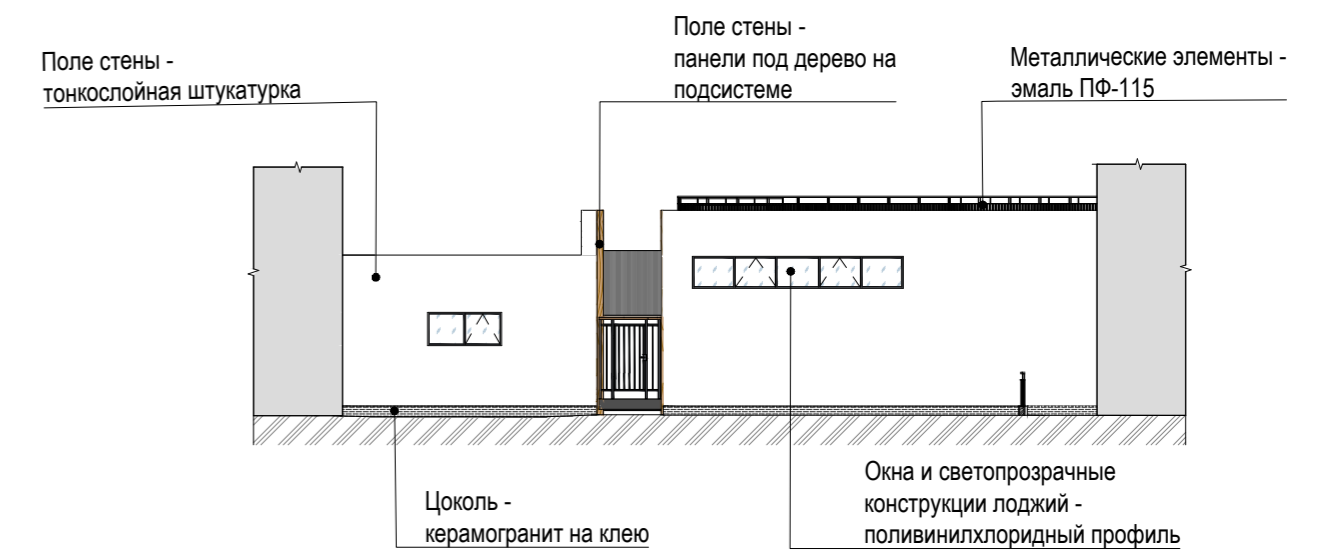 Поле стены -
тонкослойная штукатурка
Поле стены -
панели под дерево на
подсистеме
Металлические элементы -
эмаль ПФ-115
Цоколь -
керамогранит на клею
Окна и светопрозрачные
конструкции лоджий -
поливинилхлоридный профиль